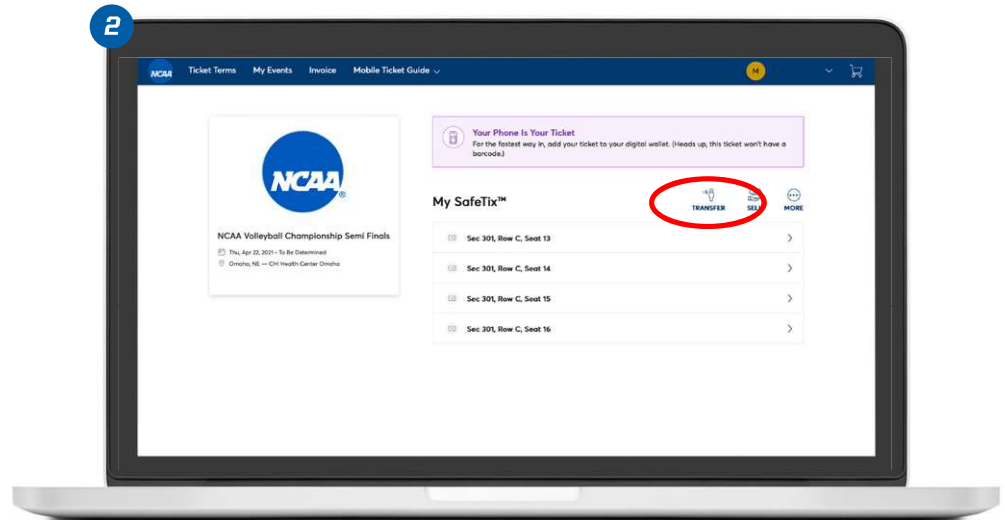 2
NCAA Ticket Terms My Events Invoice Mobile Ticket Guide M
NCAA®
NCAA Volleyball Championship Semi Finals
Thu, Apr 22, 2021 - To Be Determined
Omaha, NE — CHI Health Center Omaha
Your Phone Is Your Ticket
For the fastest way in, add your ticket to your digital wallet. (Heads up, this ticket won't have a
barcode.)
My SafeTix™
TRANSFER SELL MORE
Sec 301, Row C, Seat 13
Sec 301, Row C, Seat 14
Sec 301, Row C, Seat 15
Sec 301, Row C, Seat 16